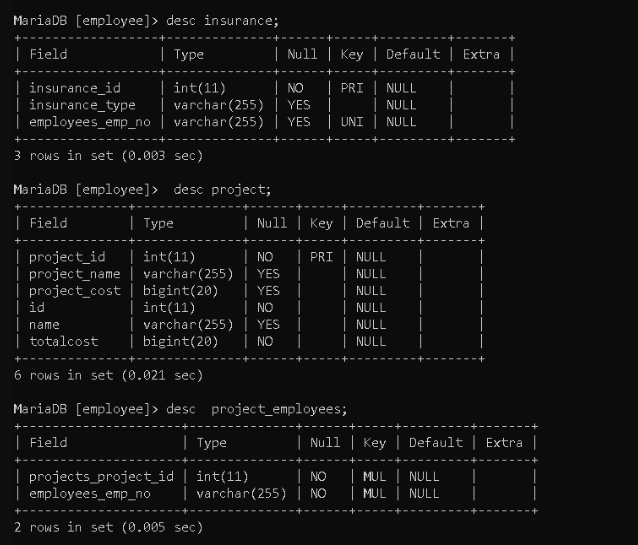 MariaDB [employee]> desc insurance;
+------------------+--------------+------+-----+---------+-------+
| Field            | Type         | Null | Key | Default | Extra |
+------------------+--------------+------+-----+---------+-------+
| insurance_id     | int(11)      | NO   | PRI | NULL    |       |
| insurance_type   | varchar(255) | YES  |     | NULL    |       |
| employees_emp_no | varchar(255) | YES  | UNI | NULL    |       |
+------------------+--------------+------+-----+---------+-------+
3 rows in set (0.003 sec)
MariaDB [employee]>  desc project;
+--------------+--------------+------+-----+---------+-------+
| Field        | Type         | Null | Key | Default | Extra |
+--------------+--------------+------+-----+---------+-------+
| project_id   | int(11)      | NO   | PRI | NULL    |       |
| project_name | varchar(255) | YES  |     | NULL    |       |
| project_cost | bigint(20)   | YES  |     | NULL    |       |
| id           | int(11)      | NO   |     | NULL    |       |
| name         | varchar(255) | YES  |     | NULL    |       |
| totalcost    | bigint(20)   | NO   |     | NULL    |       |
+--------------+--------------+------+-----+---------+-------+
6 rows in set (0.021 sec)
MariaDB [employee]> desc  project_employees;
+---------------------+--------------+------+-----+---------+-------+
| Field               | Type         | Null | Key | Default | Extra |
+---------------------+--------------+------+-----+---------+-------+
| projects_project_id | int(11)      | NO   | MUL | NULL    |       |
| employees_emp_no    | varchar(255) | NO   | MUL | NULL    |       |
+---------------------+--------------+------+-----+---------+-------+
2 rows in set (0.005 sec)